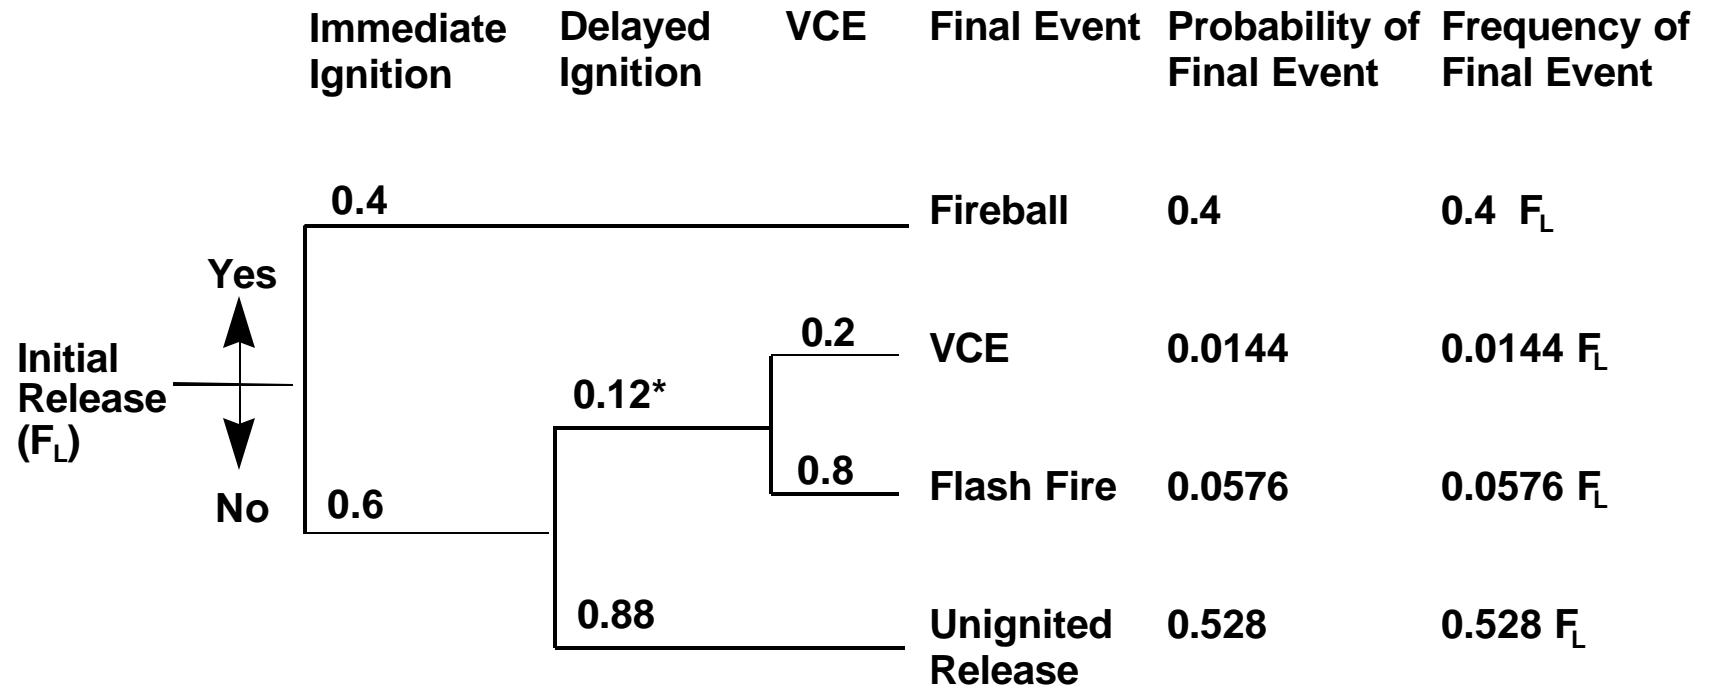 Immediate Ignition
Delayed Ignition
VCE
Final Event
Probability of Final Event
Frequency of Final Event
0.4
Fireball
0.4
0.4 FL
Yes
Initial Release (FL)
No
0.2
VCE
0.0144
0.0144 FL
0.12*
0.8
Flash Fire
0.0576
0.0576 FL
0.6
0.88
Unignited Release
0.528
0.528 FL